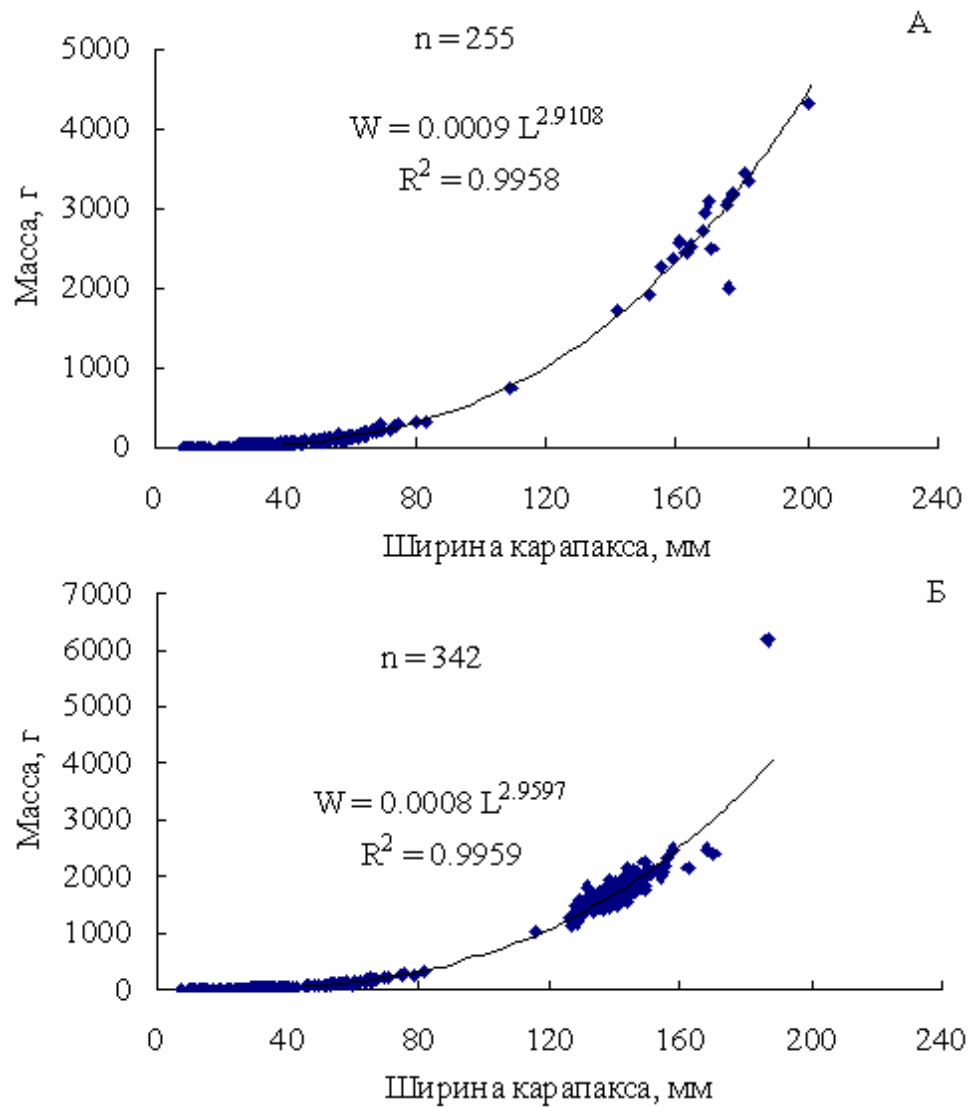 А
n = 255
W = 0.0009 L^2.9108
R^2 = 0.9958
Масса, г
5000
4000
3000
2000
1000
0
0 40 80 120 160 200 240
Ширина карапакса, мм
Б
n = 342
W = 0.0008 L^2.9597
R^2 = 0.9959
Масса, г
7000
6000
5000
4000
3000
2000
1000
0
0 40 80 120 160 200 240
Ширина карапакса, мм